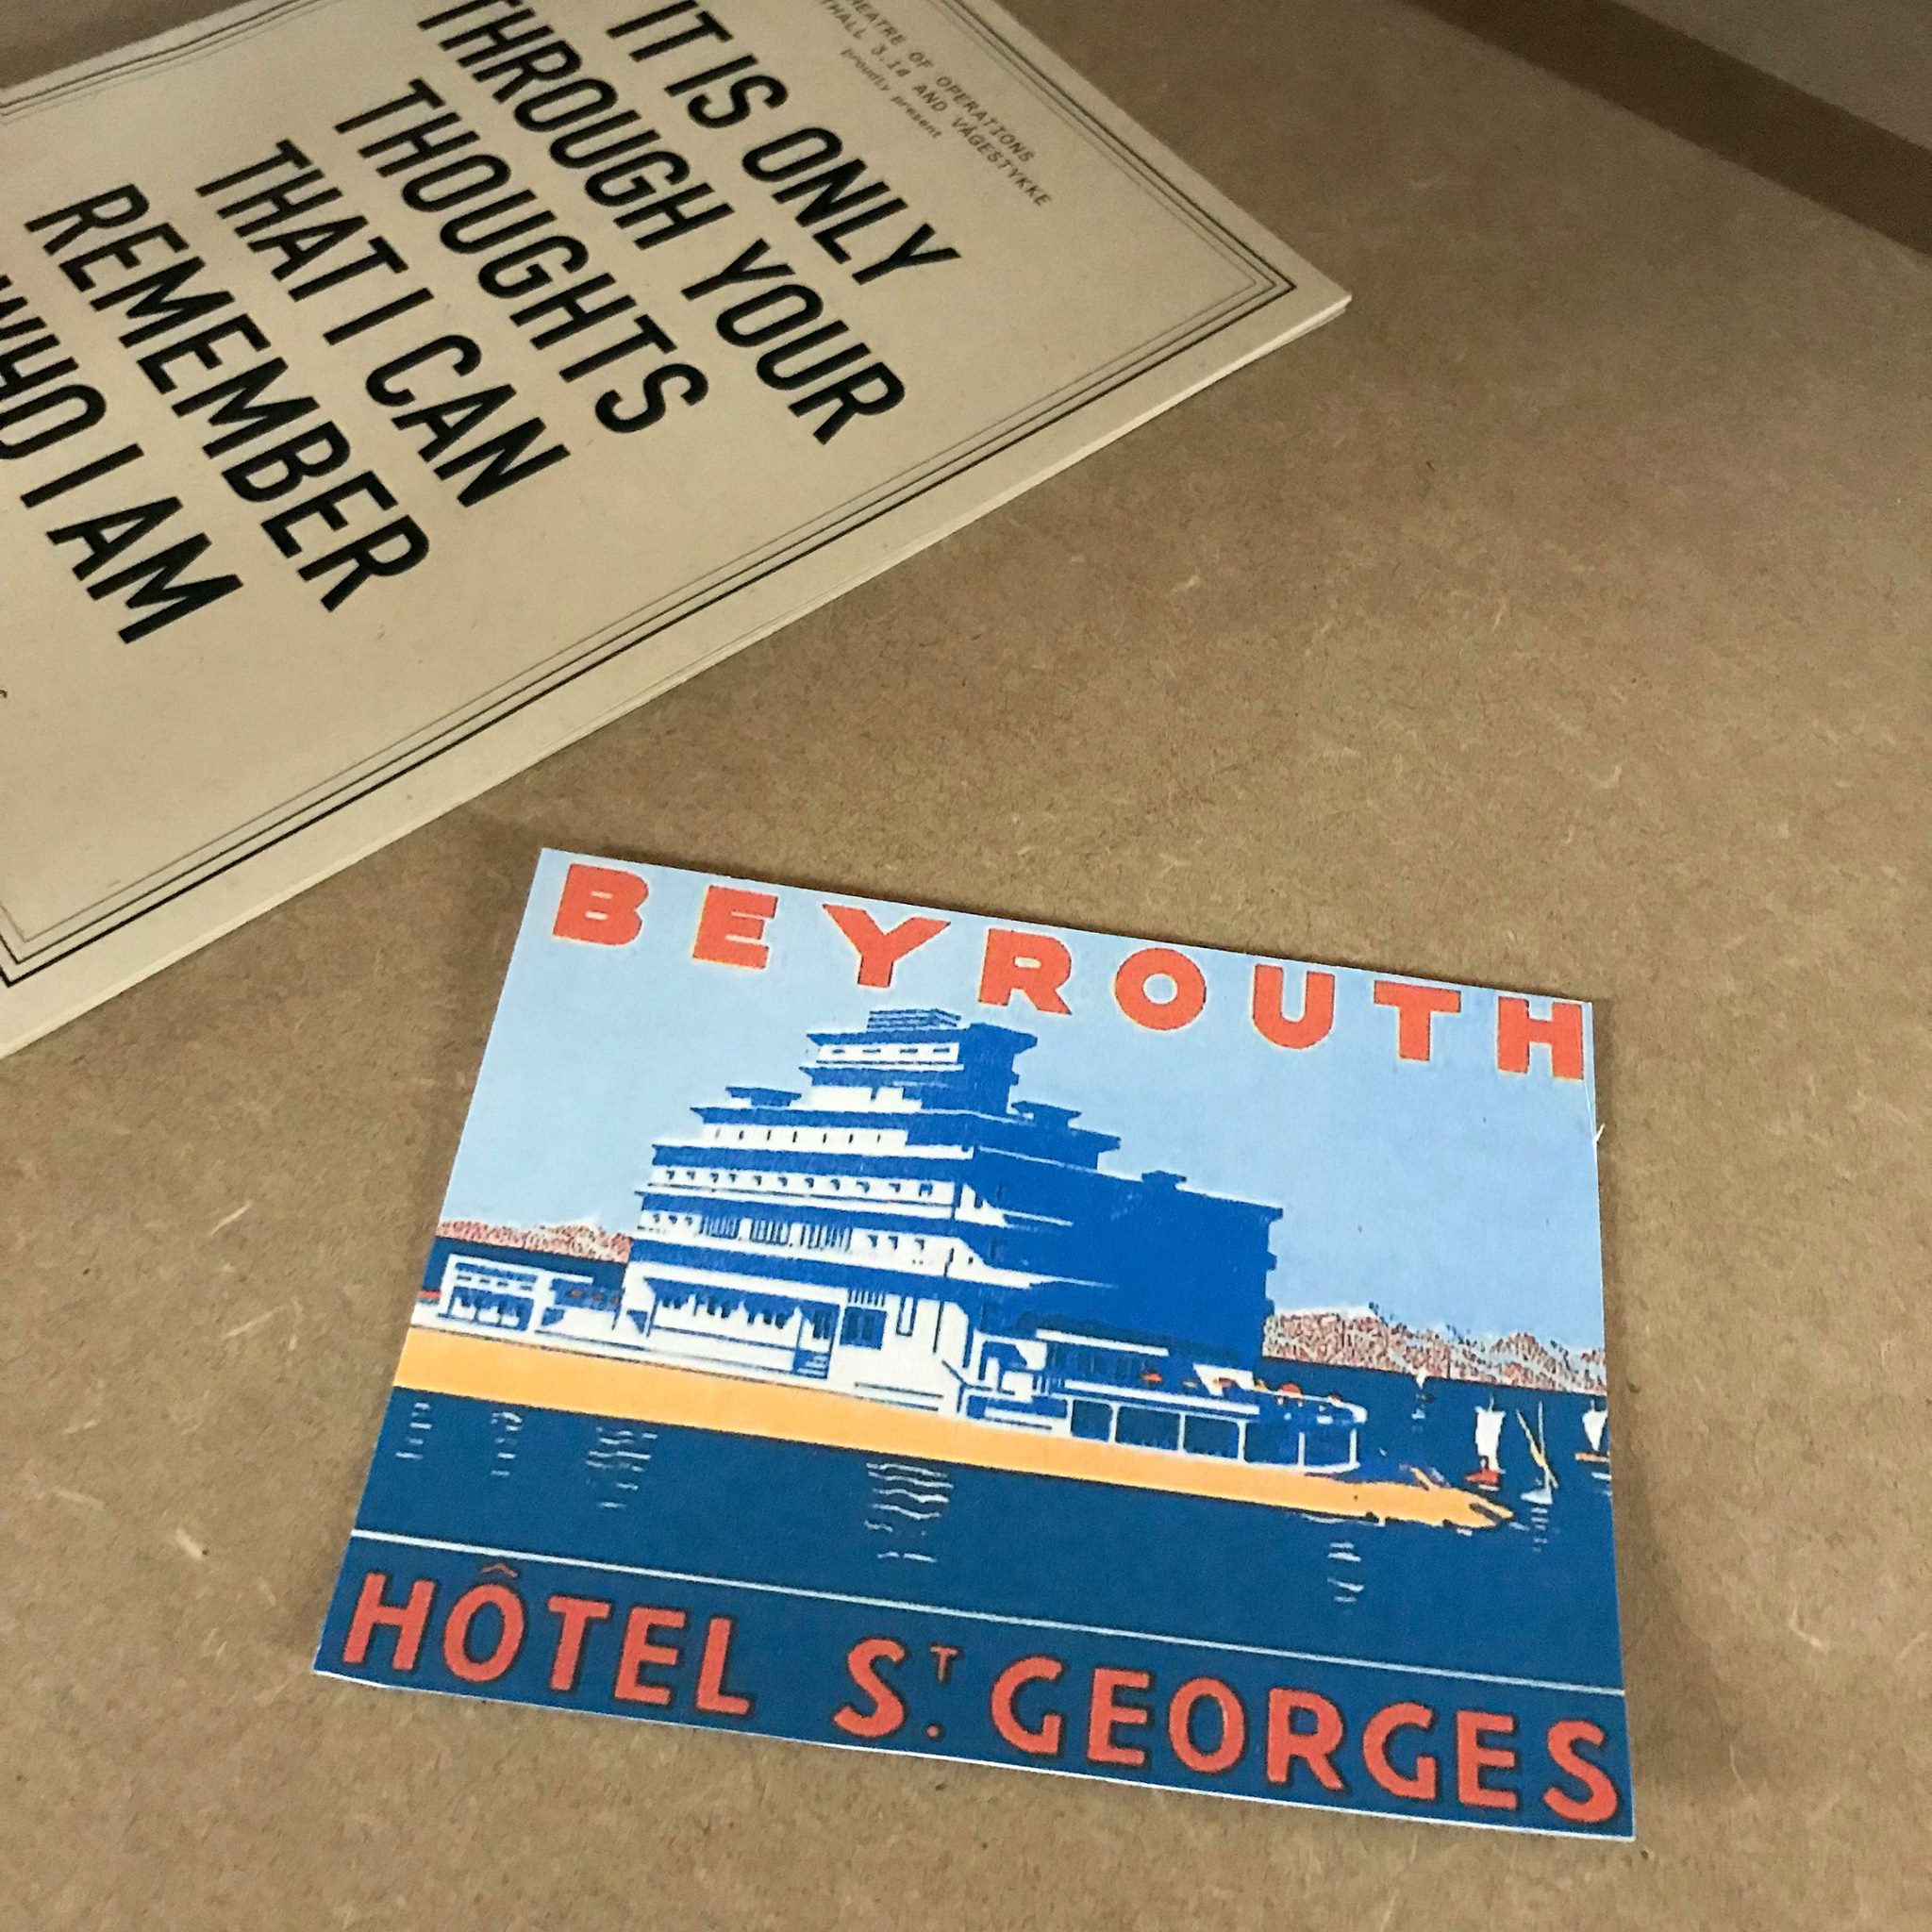 OF OPERATIONS
3.14 AND VÅGESTYKKE
proudly present
IT IS ONLY
THROUGH YOUR
THOUGHTS
THAT I CAN
REMEMBER
WHO I AM
BEYROUTH
HÔTEL ST. GEORGES